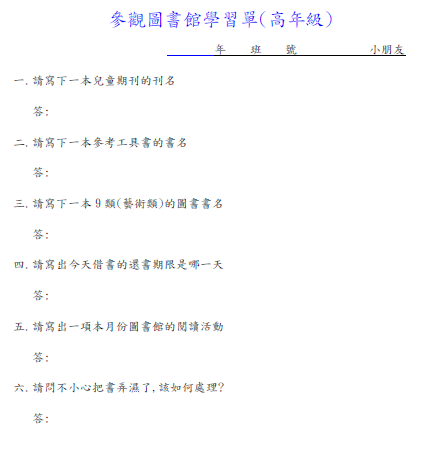 參觀圖書館學習單(高年級)
年 班 號 小朋友
一.請寫下一本兒童期刊的刊名
答:
二.請寫下一本參考工具書的書名
答:
三.請寫下一本9類(藝術類)的圖書書名
答:
四.請寫出今天借書的還書期限是哪一天
答:
五.請寫出一項本月份圖書館的閱讀活動
答:
六.請問不小心把書弄濕了,該如何處理?
答: